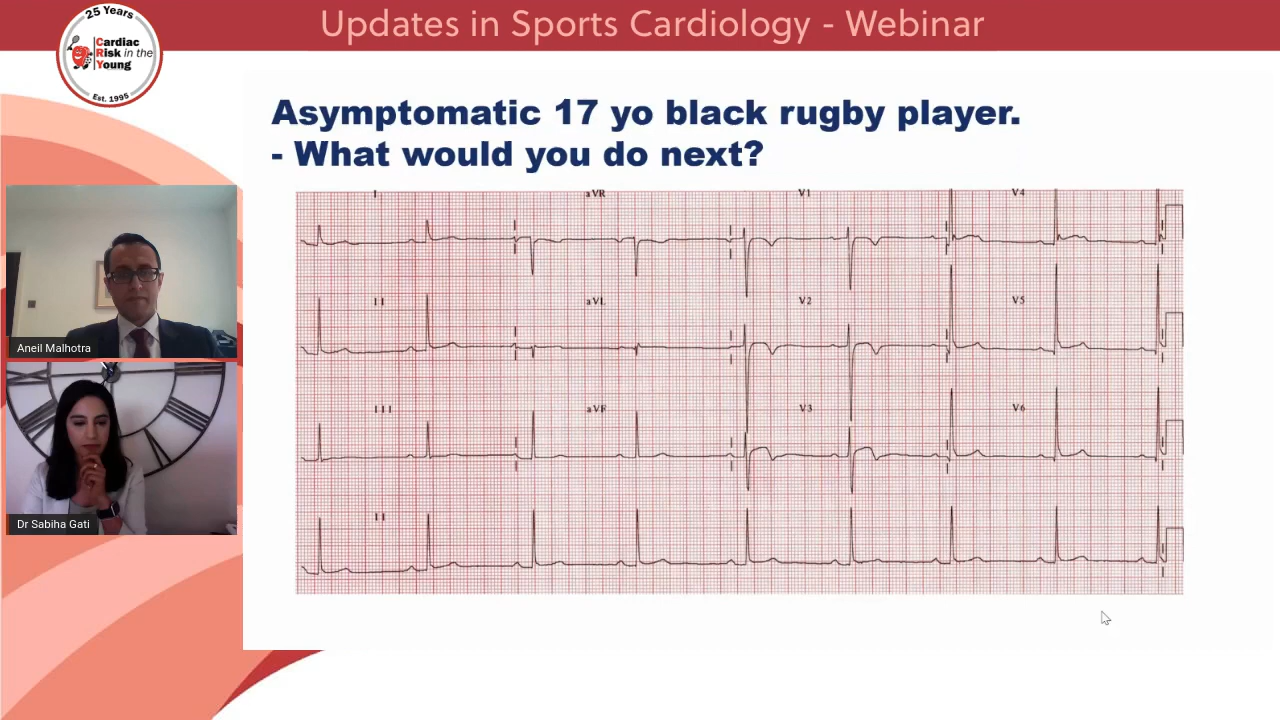 Updates in Sports Cardiology - Webinar
25 Years
Cardiac
Risk in the
Young
Est. 1995
Asymptomatic 17 yo black rugby player.
- What would you do next?
I
aVR
V1
V4
II
aVL
V2
V5
III
aVF
V3
V6
II
Aneil Malhotra
Dr Sabiha Gati